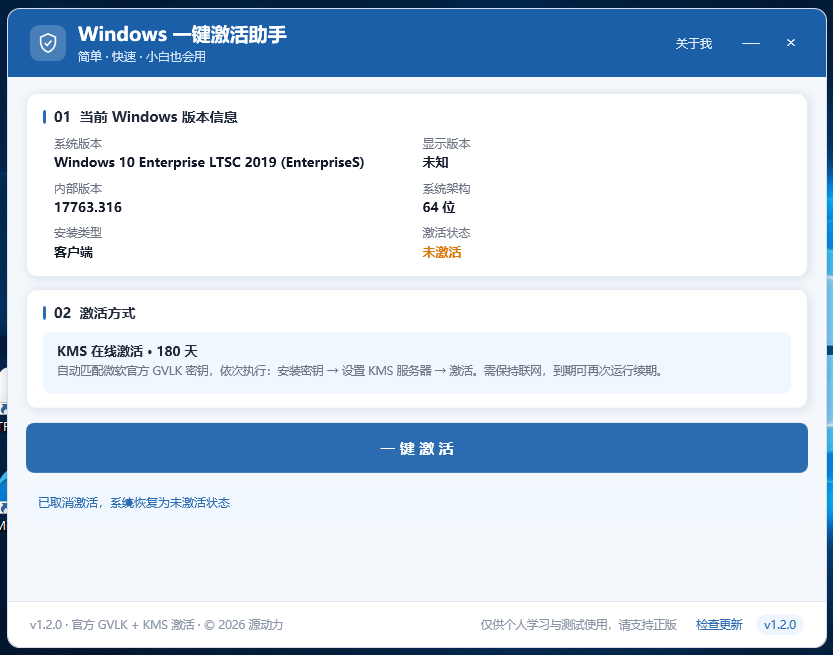 Windows 一键激活助手
简单 · 快速 · 小白也会用
关于我
01 当前 Windows 版本信息
系统版本
Windows 10 Enterprise LTSC 2019 (EnterpriseS)
显示版本
未知
内部版本
17763.316
系统架构
64 位
安装类型
客户端
激活状态
未激活
02 激活方式
KMS 在线激活 • 180 天
自动匹配微软官方 GVLK 密钥，依次执行：安装密钥 → 设置 KMS 服务器 → 激活。需保持联网，到期可再次运行续期。
一 键 激 活
已取消激活，系统恢复为未激活状态
v1.2.0 · 官方 GVLK + KMS 激活 · © 2026 源动力
仅供个人学习与测试使用，请支持正版
检查更新
v1.2.0